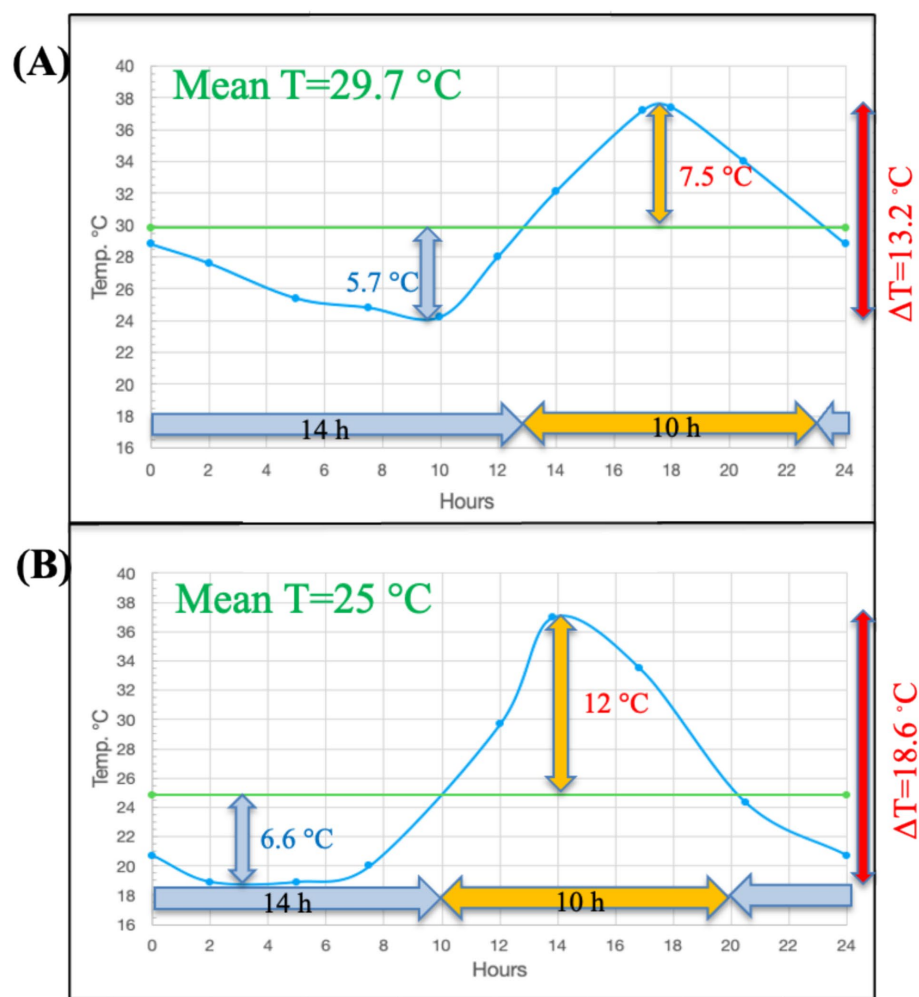 (A)
Mean T=29.7 °C
40
38
36
34
32
30
28
26
24
22
20
18
16
Temp. °C
7.5 °C
5.7 °C
ΔT=13.2 °C
14 h
10 h
0 2 4 6 8 10 12 14 16 18 20 22 24
Hours
(B)
Mean T=25 °C
40
38
36
34
32
30
28
26
24
22
20
18
16
Temp. °C
12 °C
6.6 °C
ΔT=18.6 °C
14 h
10 h
0 2 4 6 8 10 12 14 16 18 20 22 24
Hours